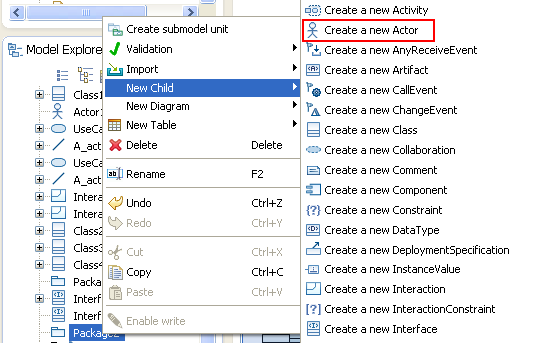 Model Explorer
Class1
Actor1
UseCa
A_act
UseCa
A_act
Intera
Intera
Class2
Class3
Class4
Packa
Interf
Interf
Package2
Create submodel unit
Validation
Import
New Child
New Diagram
New Table
Delete Delete
Rename F2
Undo Ctrl+Z
Redo Ctrl+Y
Cut Ctrl+X
Copy Ctrl+C
Paste Ctrl+V
Enable write
Create a new Activity
Create a new Actor
Create a new AnyReceiveEvent
Create a new Artifact
Create a new CallEvent
Create a new ChangeEvent
Create a new Class
Create a new Collaboration
Create a new Comment
Create a new Component
Create a new Constraint
Create a new DataType
Create a new DeploymentSpecification
Create a new InstanceValue
Create a new Interaction
Create a new InteractionConstraint
Create a new Interface